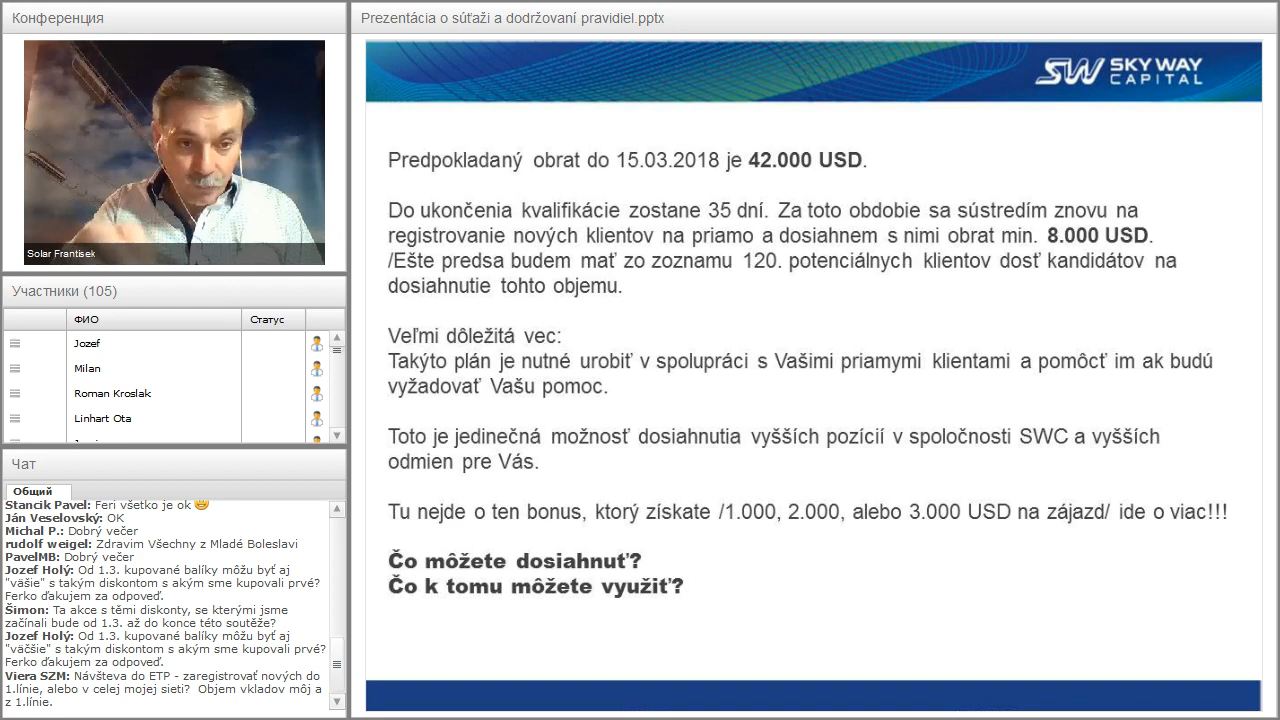 Конференция
Solar Frantisek
Участники (105)
ФИО
Статус
Jozef
Milan
Roman Kroslak
Linhart Ota
Чат
Общий
Stancik Pavel: Feri všetko je ok
Ján Veselovský: OK
Michal P.: Dobrý večer
rudolf weigel: Zdravim Všechny z Mladé Boleslavi
PavelMB: Dobrý večer
Jozef Holý: Od 1.3. kupované balíky môžu byť aj
"väšie" s takým diskontom s akým sme kupovali prvé?
Ferko ďakujem za odpoveď.
Šimon: Ta akce s těmi diskonty, se kterými jsme
začínali bude od 1.3. až do konce této soutěže?
Jozef Holý: Od 1.3. kupované balíky môžu byť aj
"väčšie" s takým diskontom s akým sme kupovali prvé?
Ferko ďakujem za odpoveď.
Viera SZM: Návšteva do ETP - zaregistrovať nových do
1.línie, alebo v celej mojej sieti? Objem vkladov môj a
z 1.línie.
Prezentácia o súťaži a dodržovaní pravidiel.pptx
SW SKY WAY
CAPITAL
Predpokladaný obrat do 15.03.2018 je 42.000 USD.
Do ukončenia kvalifikácie zostane 35 dní. Za toto obdobie sa sústredím znovu na
registrovanie nových klientov na priamo a dosiahnem s nimi obrat min. 8.000 USD.
/Ešte predsa budem mať zo zoznamu 120. potenciálnych klientov dosť kandidátov na
dosiahnutie tohto objemu.
Veľmi dôležitá vec:
Takýto plán je nutné urobiť v spolupráci s Vašimi priamymi klientami a pomôcť im ak budú
vyžadovať Vašu pomoc.
Toto je jedinečná možnosť dosiahnutia vyšších pozícií v spoločnosti SWC a vyšších
odmien pre Vás.
Tu nejde o ten bonus, ktorý získate /1.000, 2.000, alebo 3.000 USD na zájazd/ ide o viac!!!
Čo môžete dosiahnuť?
Čo k tomu môžete využiť?